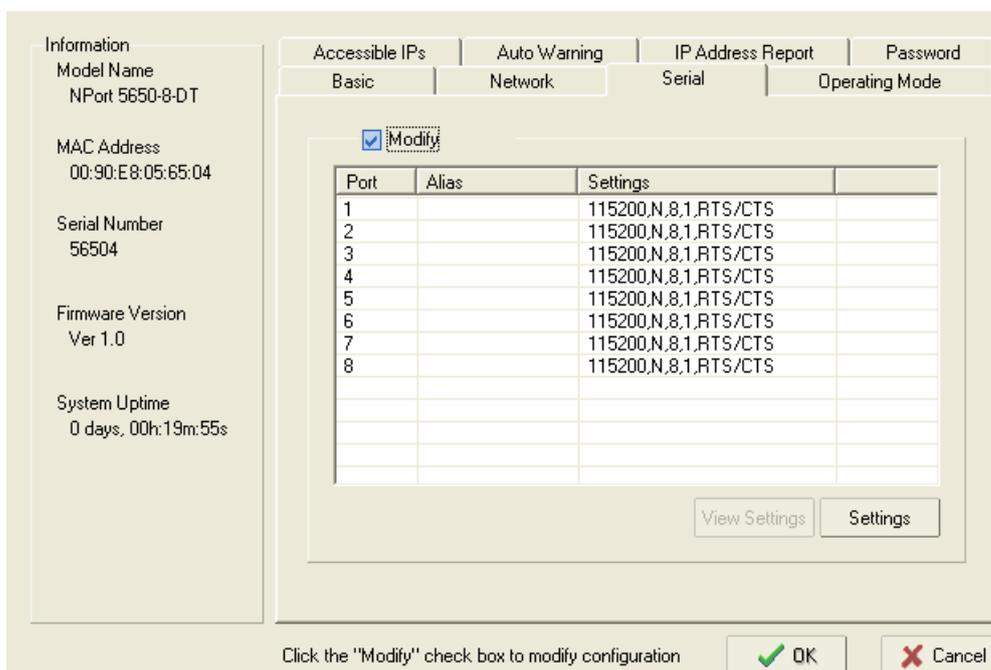 Information
Model Name
NPort 5650-8-DT
MAC Address
00:90:E8:05:65:04
Serial Number
56504
Firmware Version
Ver 1.0
System Uptime
0 days, 00h:19m:55s
Accessible IPs Auto Warning IP Address Report Password
Basic Network Serial Operating Mode
Modify
Port Alias Settings
1 115200,N,8,1,RTS/CTS
2 115200,N,8,1,RTS/CTS
3 115200,N,8,1,RTS/CTS
4 115200,N,8,1,RTS/CTS
5 115200,N,8,1,RTS/CTS
6 115200,N,8,1,RTS/CTS
7 115200,N,8,1,RTS/CTS
8 115200,N,8,1,RTS/CTS
View Settings Settings
Click the "Modify" check box to modify configuration OK Cancel